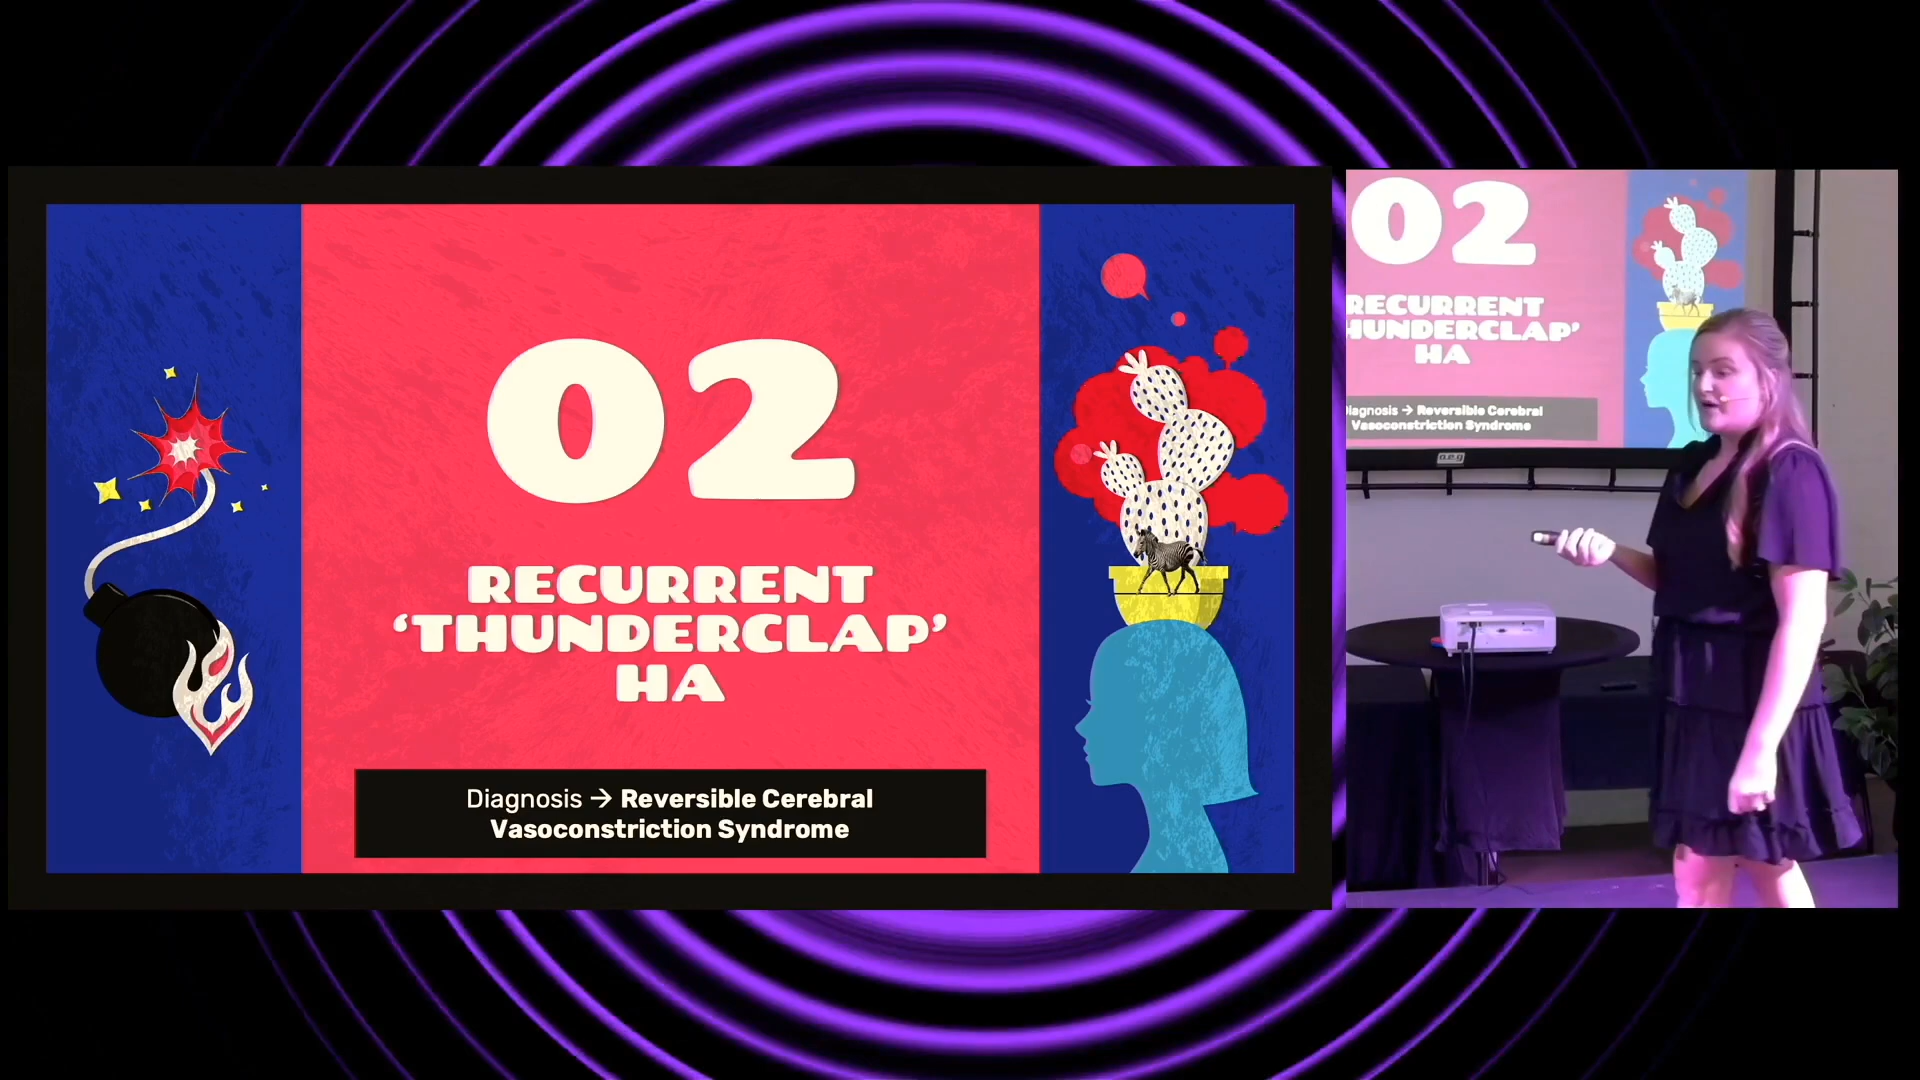 02
RECURRENT
‘THUNDERCLAP’
HA
Diagnosis → Reversible Cerebral
Vasoconstriction Syndrome
02
RECURRENT
HUNDERCLAP’
HA
iagnosis → Reversible Cerebral
Vasoconstriction Syndrome
a.e.g